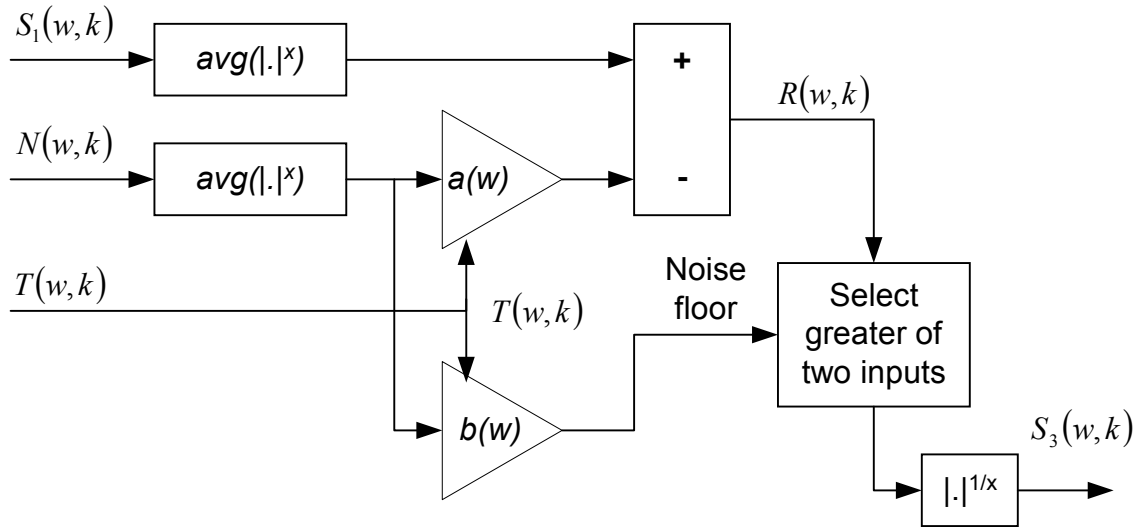 S₁(w,k)
avg(|.|ˣ)
+
R(w,k)
N(w,k)
avg(|.|ˣ)
a(w)
-
T(w,k)
T(w,k)
Noise
floor
Select
greater of
two inputs
b(w)
S₃(w,k)
|.|¹/ˣ